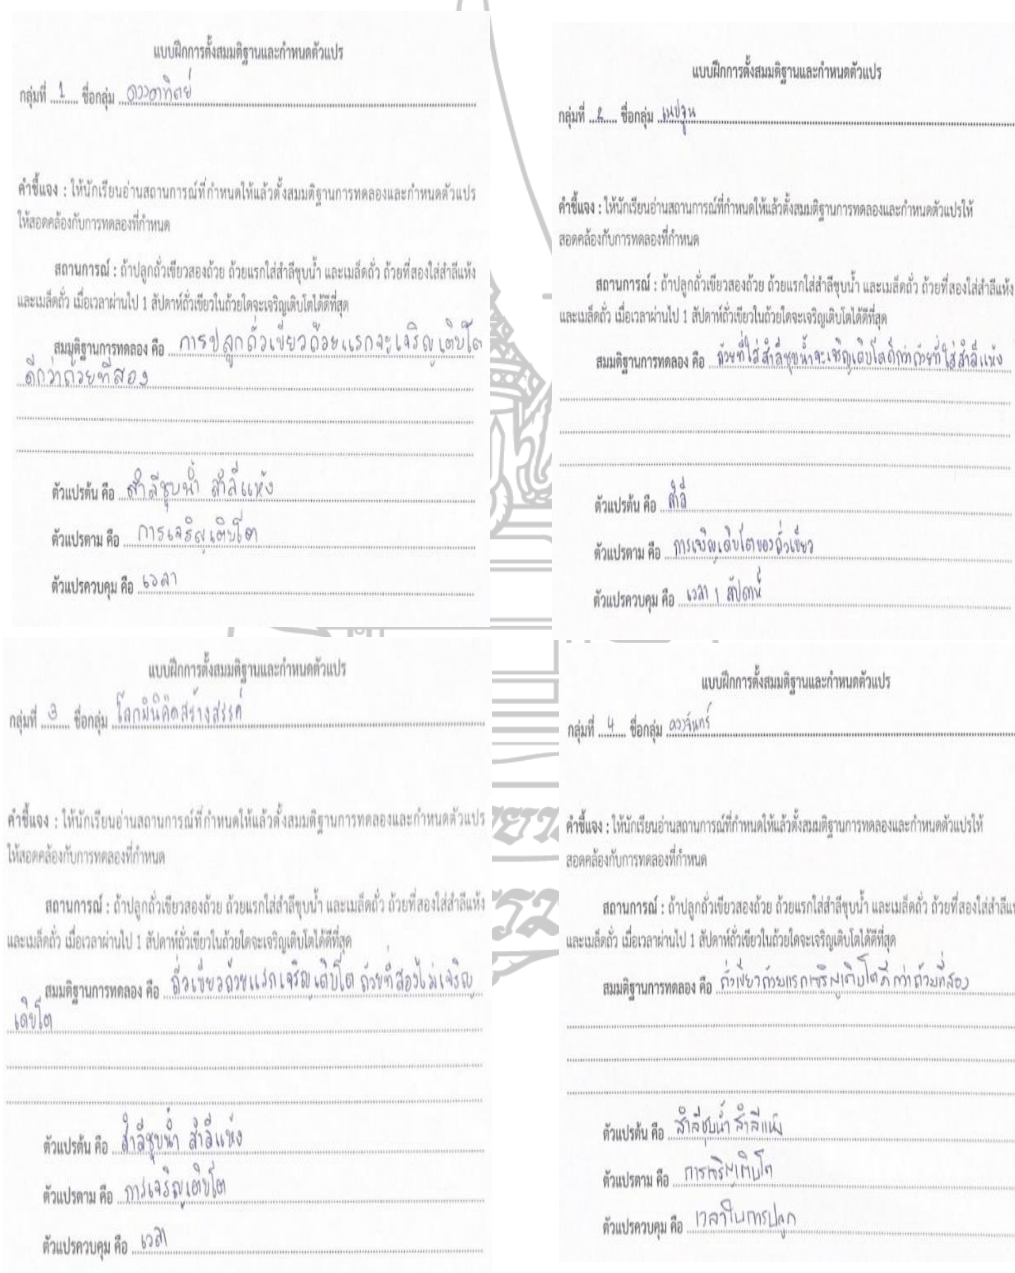 แบบฝึกการตั้งสมมติฐานและกำหนดตัวแปร
กลุ่มที่ 1 ชื่อกลุ่ม ดวงอาทิตย์
คำชี้แจง : ให้นักเรียนอ่านสถานการณ์ที่กำหนดให้แล้วตั้งสมมติฐานการทดลองและกำหนดตัวแปร
ให้สอดคล้องกับการทดลองที่กำหนด
สถานการณ์ : ถ้าปลูกถั่วเขียวสองถ้วย ถ้วยแรกใส่สำลีชุบน้ำ และเมล็ดถั่ว ถ้วยที่สองใส่สำลีแห้ง
และเมล็ดถั่ว เมื่อเวลาผ่านไป 1 สัปดาห์ถั่วเขียวในถ้วยใดจะเจริญเติบโตได้ดีที่สุด
สมมุติฐานการทดลอง คือ การปลูกถั่วเขียวถ้วยแรกจะเจริญเติบโต
ดีกว่าถ้วยที่สอง
ตัวแปรต้น คือ สำลีชุบน้ำ สำลีแห้ง
ตัวแปรตาม คือ การเจริญเติบโต
ตัวแปรควบคุม คือ เวลา
แบบฝึกการตั้งสมมติฐานและกำหนดตัวแปร
กลุ่มที่ 2 ชื่อกลุ่ม เนปจูน
คำชี้แจง : ให้นักเรียนอ่านสถานการณ์ที่กำหนดให้แล้วตั้งสมมติฐานการทดลองและกำหนดตัวแปรให้
สอดคล้องกับการทดลองที่กำหนด
สถานการณ์ : ถ้าปลูกถั่วเขียวสองถ้วย ถ้วยแรกใส่สำลีชุบน้ำ และเมล็ดถั่ว ถ้วยที่สองใส่สำลีแห้ง
และเมล็ดถั่ว เมื่อเวลาผ่านไป 1 สัปดาห์ถั่วเขียวในถ้วยใดจะเจริญเติบโตได้ดีที่สุด
สมมติฐานการทดลอง คือ ถ้วยที่ใส่สำลีชุบน้ำจะเจริญเติบโตดีกว่าถ้วยที่ใส่สำลีแห้ง
ตัวแปรต้น คือ สำลี
ตัวแปรตาม คือ การเจริญเติบโตของถั่วเขียว
ตัวแปรควบคุม คือ เวลา 1 สัปดาห์
แบบฝึกการตั้งสมมติฐานและกำหนดตัวแปร
กลุ่มที่ 3 ชื่อกลุ่ม โลกมินิคิดสร้างสรรค์
คำชี้แจง : ให้นักเรียนอ่านสถานการณ์ที่กำหนดให้แล้วตั้งสมมติฐานการทดลองและกำหนดตัวแปร
ให้สอดคล้องกับการทดลองที่กำหนด
สถานการณ์ : ถ้าปลูกถั่วเขียวสองถ้วย ถ้วยแรกใส่สำลีชุบน้ำ และเมล็ดถั่ว ถ้วยที่สองใส่สำลีแห้ง
และเมล็ดถั่ว เมื่อเวลาผ่านไป 1 สัปดาห์ถั่วเขียวในถ้วยใดจะเจริญเติบโตได้ดีที่สุด
สมมุติฐานการทดลอง คือ ถั่วเขียวถ้วยแรกเจริญเติบโต ถ้วยที่สองไม่เจริญ
เติบโต
ตัวแปรต้น คือ สำลีชุบน้ำ สำลีแห้ง
ตัวแปรตาม คือ การเจริญเติบโต
ตัวแปรควบคุม คือ เวลา
แบบฝึกการตั้งสมมติฐานและกำหนดตัวแปร
กลุ่มที่ 4 ชื่อกลุ่ม ดวงจันทร์
คำชี้แจง : ให้นักเรียนอ่านสถานการณ์ที่กำหนดให้แล้วตั้งสมมติฐานการทดลองและกำหนดตัวแปรให้
สอดคล้องกับการทดลองที่กำหนด
สถานการณ์ : ถ้าปลูกถั่วเขียวสองถ้วย ถ้วยแรกใส่สำลีชุบน้ำ และเมล็ดถั่ว ถ้วยที่สองใส่สำลีแห
และเมล็ดถั่ว เมื่อเวลาผ่านไป 1 สัปดาห์ถั่วเขียวในถ้วยใดจะเจริญเติบโตได้ดีที่สุด
สมมุติฐานการทดลอง คือ ถั่วเขียวถ้วยแรกเจริญเติบโตดีกว่าถ้วยที่สอง
ตัวแปรต้น คือ สำลีชุบน้ำ สำลีแห้ง
ตัวแปรตาม คือ การเจริญเติบโต
ตัวแปรควบคุม คือ เวลาในการปลูก